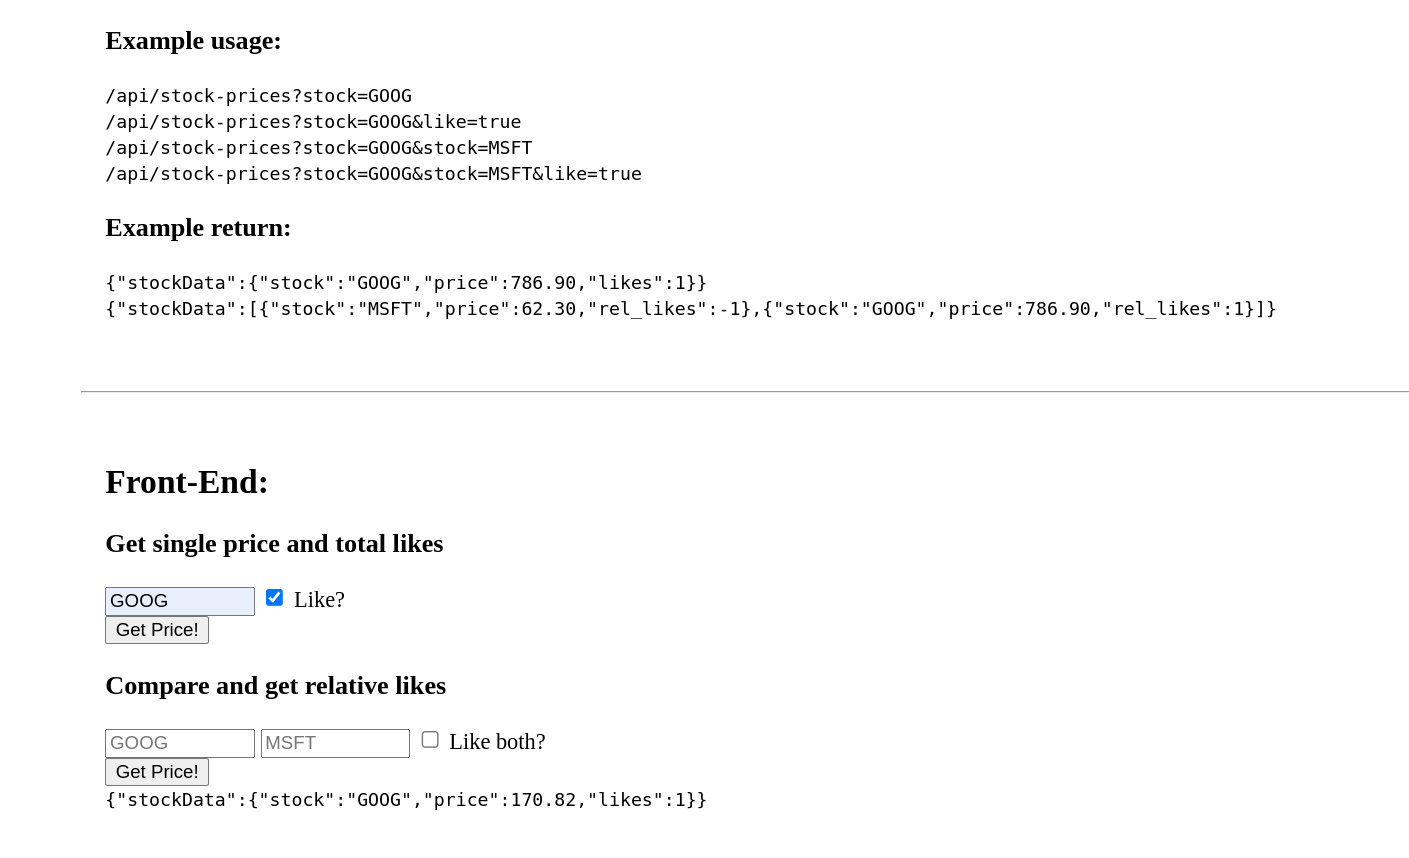 Example usage:
/api/stock-prices?stock=GOOG
/api/stock-prices?stock=GOOG&like=true
/api/stock-prices?stock=GOOG&stock=MSFT
/api/stock-prices?stock=GOOG&stock=MSFT&like=true
Example return:
{"stockData":{"stock":"GOOG","price":786.90,"likes":1}}
{"stockData":[{"stock":"MSFT","price":62.30,"rel_likes":-1},{"stock":"GOOG","price":786.90,"rel_likes":1}]}
Front-End:
Get single price and total likes
GOOG Like?
Get Price!
Compare and get relative likes
GOOG MSFT Like both?
Get Price!
{"stockData":{"stock":"GOOG","price":170.82,"likes":1}}